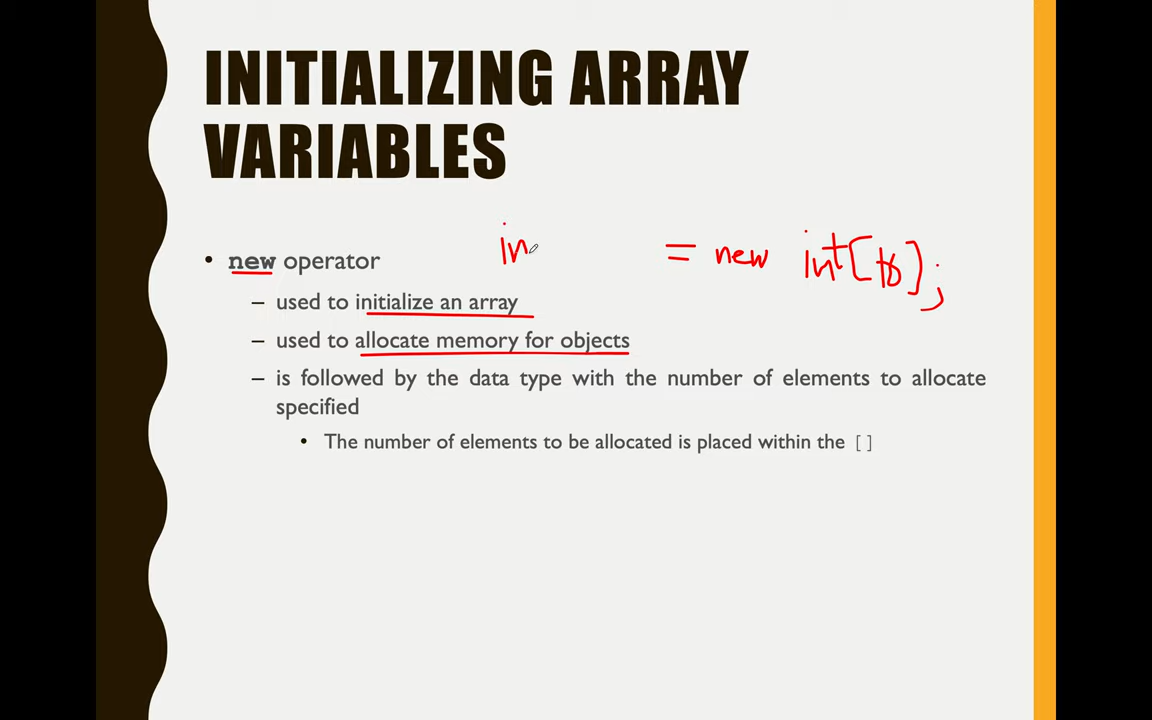 INITIALIZING ARRAY
VARIABLES
• new operator in = new int[ ];
– used to initialize an array
– used to allocate memory for objects
– is followed by the data type with the number of elements to allocate
specified
• The number of elements to be allocated is placed within the []